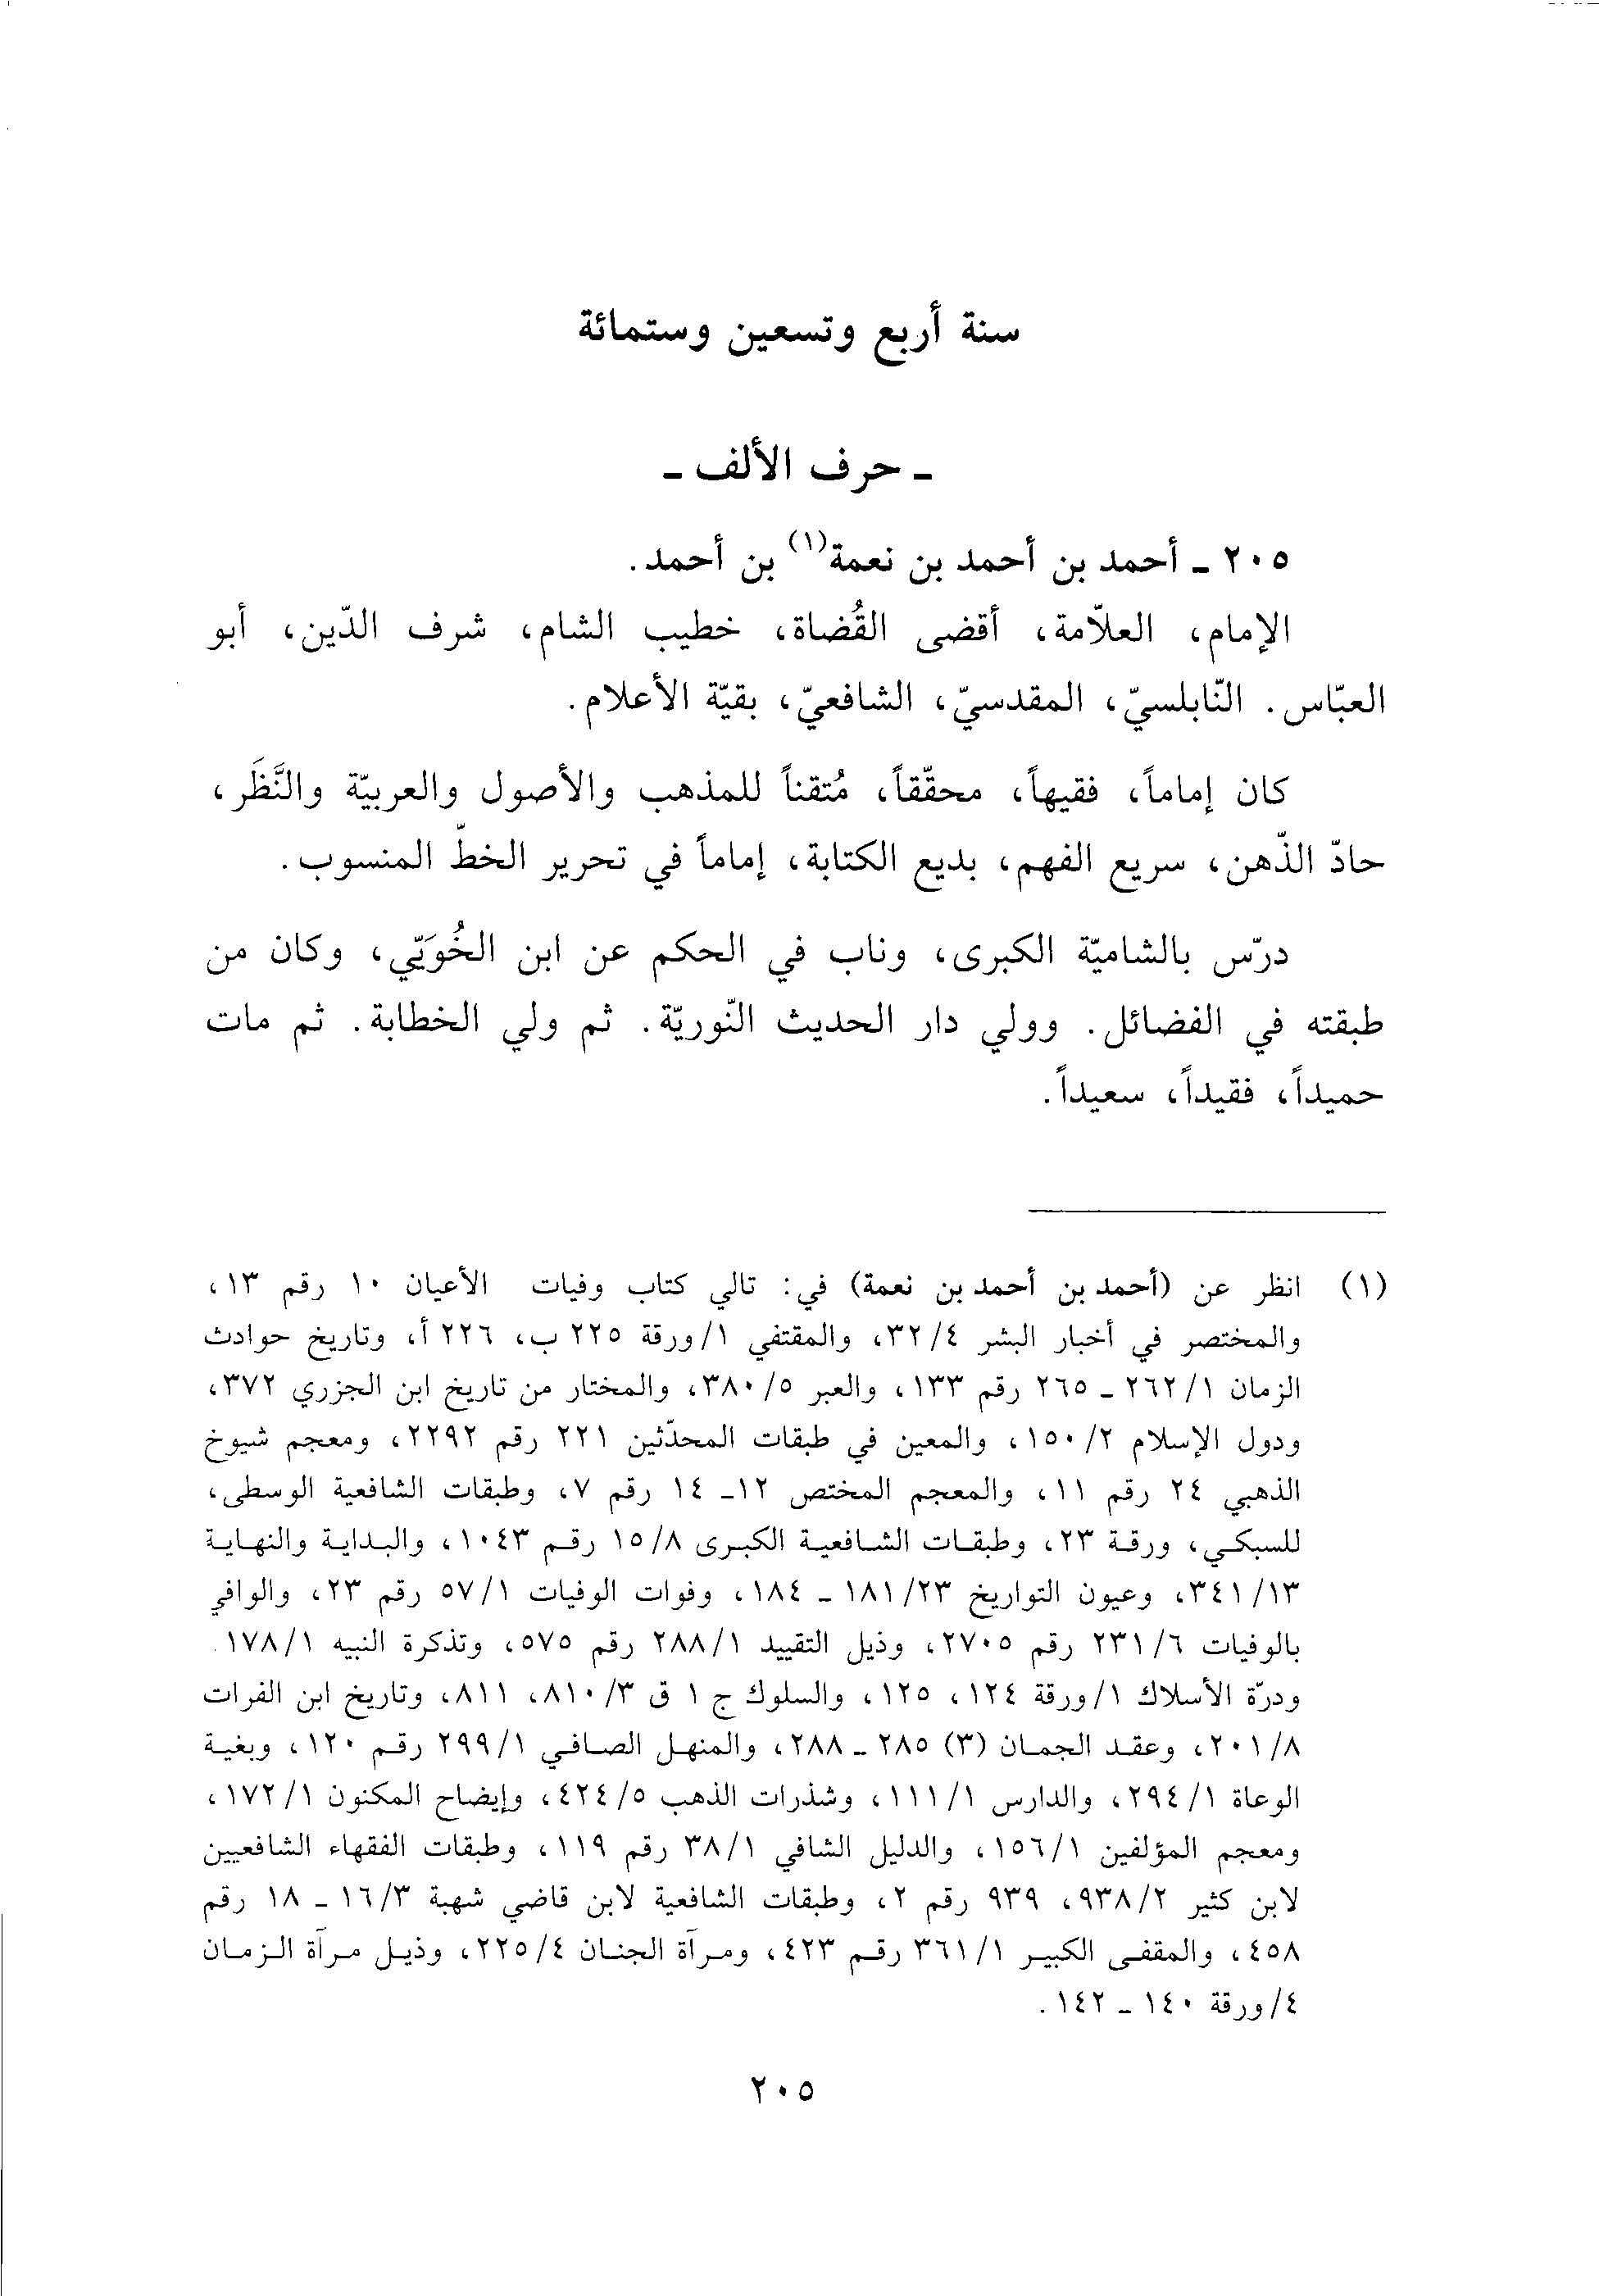 سنة أربع وتسعين وستمائة
ـ حرف الألف ـ
٢٠٥ ـ أحمد بن أحمد بن نعمة(١) بن أحمد.
الإمام، العلاّمة، أقضى القُضاة، خطيب الشام، شرف الدّين، أبو
العبّاس. النّابلسيّ، المقدسيّ، الشافعيّ، بقيّة الأعلام.
كان إماماً، فقيهاً، محقّقاً، مُتقناً للمذهب والأصول والعربيّة والنَّظَر،
حادّ الذّهن، سريع الفهم، بديع الكتابة، إماماً في تحرير الخطّ المنسوب.
درّس بالشاميّة الكبرى، وناب في الحكم عن ابن الخُوَيّي، وكان من
طبقته في الفضائل. وولي دار الحديث النّوريّة. ثم ولي الخطابة. ثم مات
حميداً، فقيداً، سعيداً.
(١) انظر عن (أحمد بن أحمد بن نعمة) في: تالي كتاب وفيات الأعيان ١٠ رقم ١٣،
والمختصر في أخبار البشر ٣٢/٤، والمقتفي ١/ورقة ٢٢٥ ب، ٢٢٦ أ، وتاريخ حوادث
الزمان ٢٦٢/١ ـ ٢٦٥ رقم ١٣٣، والعبر ٣٨٠/٥، والمختار من تاريخ ابن الجزري ٣٧٢،
ودول الإسلام ١٥٠/٢، والمعين في طبقات المحدّثين ٢٢١ رقم ٢٢٩٢، ومعجم شيوخ
الذهبي ٢٤ رقم ١١، والمعجم المختص ١٢ـ ١٤ رقم ٧، وطبقات الشافعية الوسطى،
للسبكي، ورقة ٢٣، وطبقات الشافعية الكبرى ١٥/٨ رقم ١٠٤٣، والبداية والنهاية
٣٤١/١٣، وعيون التواريخ ١٨١/٢٣ ـ ١٨٤، وفوات الوفيات ٥٧/١ رقم ٢٣، والوافي
بالوفيات ٢٣١/٦ رقم ٢٧٠٥، وذيل التقييد ٢٨٨/١ رقم ٥٧٥، وتذكرة النبيه ١٧٨/١
ودرّة الأسلاك ١/ورقة ١٢٤، ١٢٥، والسلوك ج ١ ق ٨١٠/٣، ٨١١، وتاريخ ابن الفرات
٢٠١/٨، وعقد الجمان (٣) ٢٨٥ ـ ٢٨٨، والمنهل الصافي ٢٩٩/١ رقم ١٢٠، وبغية
الوعاة ٢٩٤/١، والدارس ١١١/١، وشذرات الذهب ٤٢٤/٥، وإيضاح المكنون ١٧٢/١،
ومعجم المؤلفين ١٥٦/١، والدليل الشافي ٣٨/١ رقم ١١٩، وطبقات الفقهاء الشافعيين
لابن كثير ٩٣٨/٢، ٩٣٩ رقم ٢، وطبقات الشافعية لابن قاضي شهبة ١٦/٣ ـ ١٨ رقم
٤٥٨، والمقفى الكبير ٣٦١/١ رقم ٤٢٣، ومرآة الجنان ٢٢٥/٤، وذيل مرآة الزمان
٤/ورقة ١٤٠ ـ ١٤٢.
٢٠٥